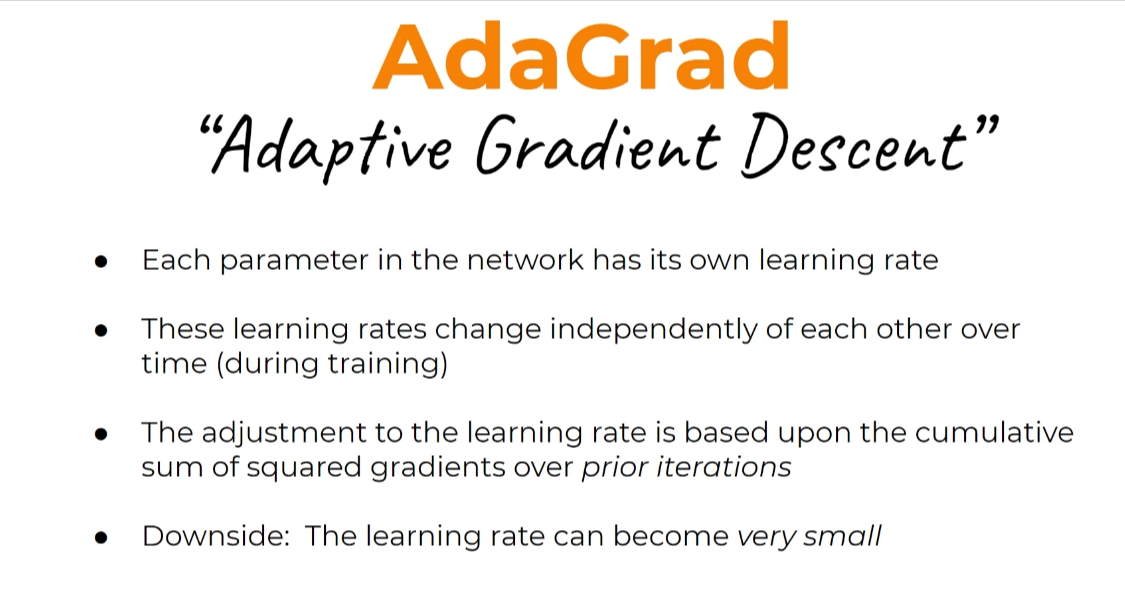 AdaGrad
“Adaptive Gradient Descent”
● Each parameter in the network has its own learning rate
● These learning rates change independently of each other over
time (during training)
● The adjustment to the learning rate is based upon the cumulative
sum of squared gradients over prior iterations
● Downside: The learning rate can become very small